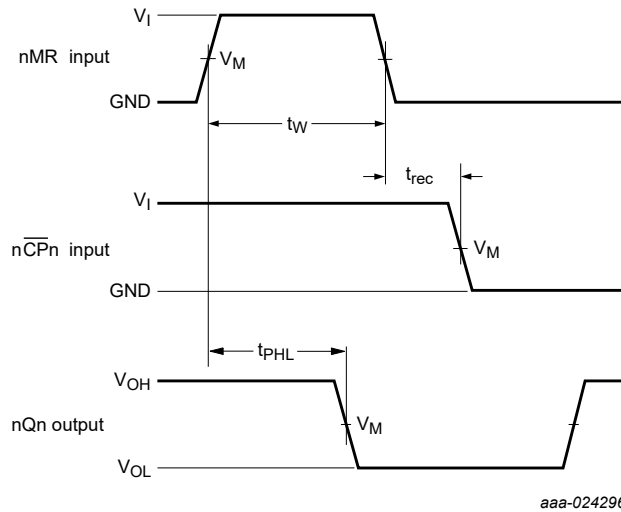 V_I
nMR input
V_M
GND
t_W
t_rec
V_I
nC̅P̅n input
V_M
GND
t_PHL
V_OH
nQn output
V_M
V_OL
aaa-024296